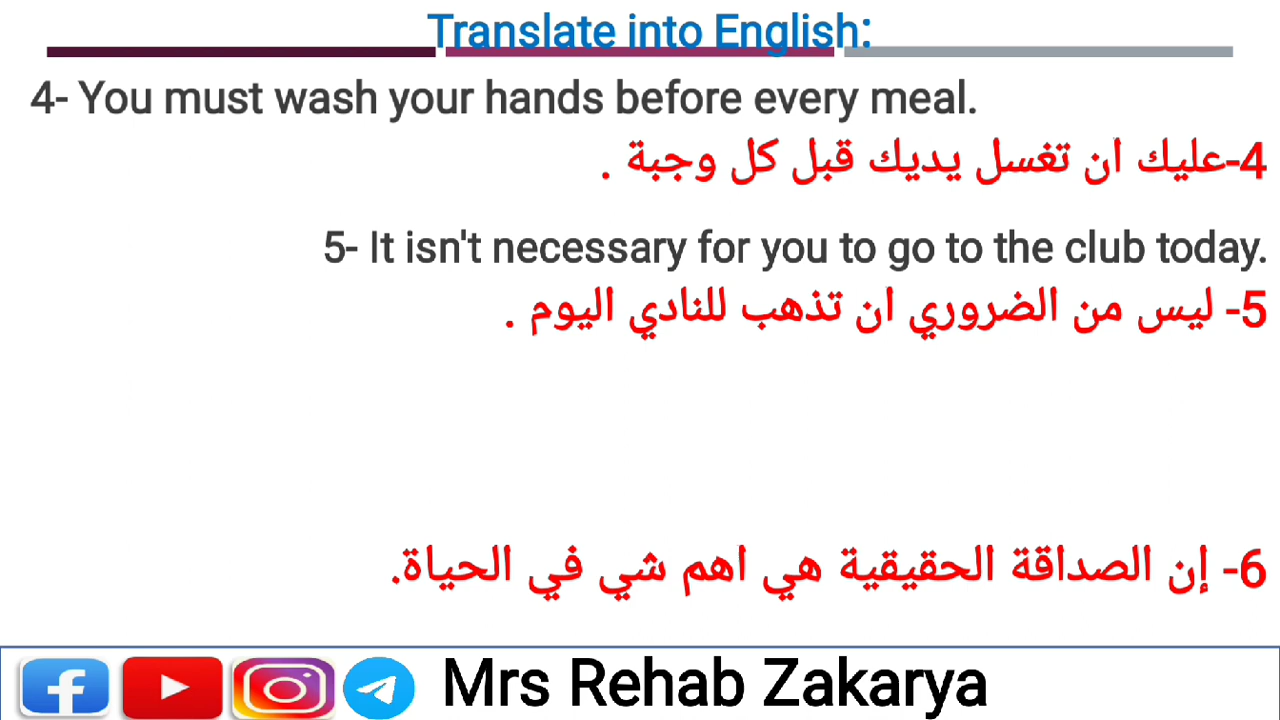 Translate into English:
4- You must wash your hands before every meal.
4-عليك ان تغسل يديك قبل كل وجبة .
5- It isn't necessary for you to go to the club today.
5- ليس من الضروري ان تذهب للنادي اليوم .
6- إن الصداقة الحقيقية هي اهم شي في الحياة.
Mrs Rehab Zakarya